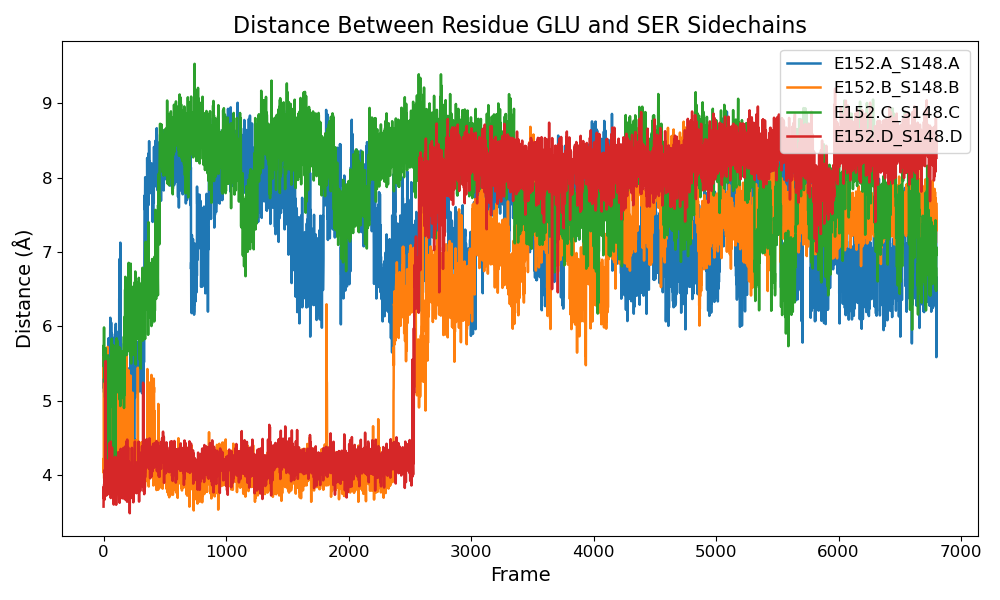 Distance Between Residue GLU and SER Sidechains
E152.A_S148.A
E152.B_S148.B
E152.C_S148.C
E152.D_S148.D
Distance (Å)
9
8
7
6
5
4
0 1000 2000 3000 4000 5000 6000 7000
Frame